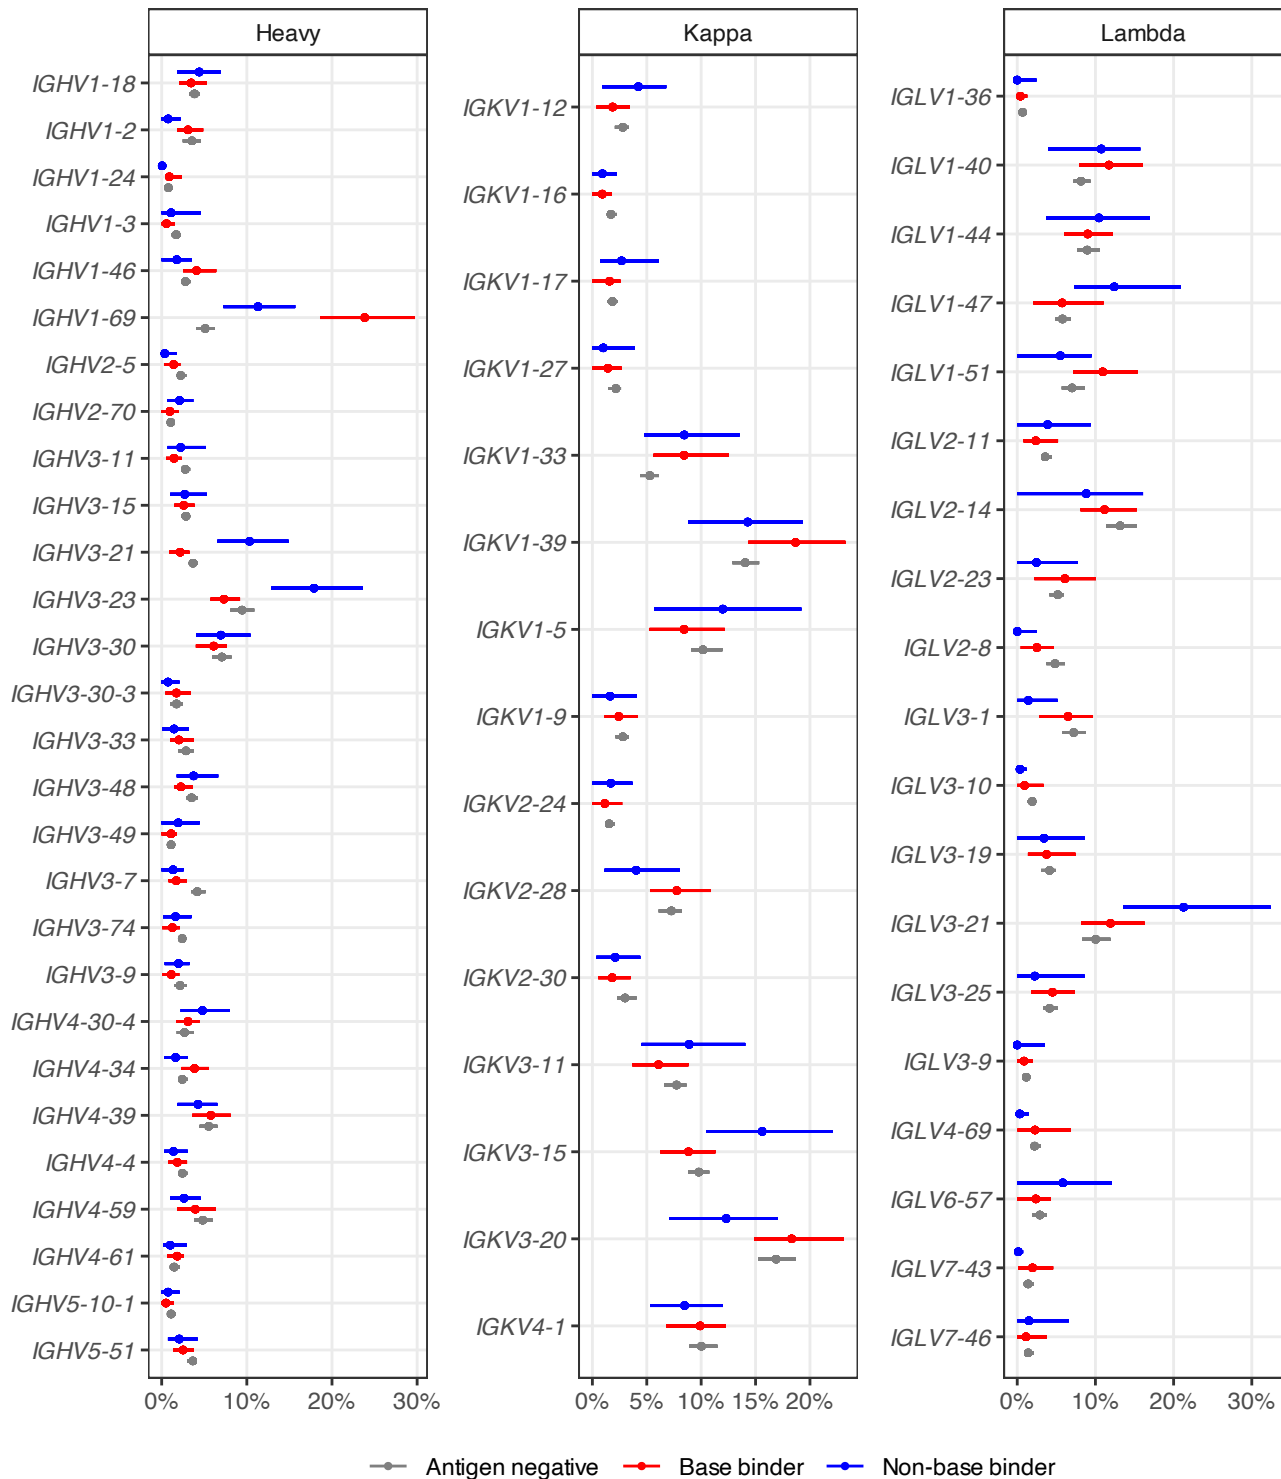 Heavy
Kappa
Lambda
IGHV1-18
IGHV1-2
IGHV1-24
IGHV1-3
IGHV1-46
IGHV1-69
IGHV2-5
IGHV2-70
IGHV3-11
IGHV3-15
IGHV3-21
IGHV3-23
IGHV3-30
IGHV3-30-3
IGHV3-33
IGHV3-48
IGHV3-49
IGHV3-7
IGHV3-74
IGHV3-9
IGHV4-30-4
IGHV4-34
IGHV4-39
IGHV4-4
IGHV4-59
IGHV4-61
IGHV5-10-1
IGHV5-51
0% 10% 20% 30%
IGKV1-12
IGKV1-16
IGKV1-17
IGKV1-27
IGKV1-33
IGKV1-39
IGKV1-5
IGKV1-9
IGKV2-24
IGKV2-28
IGKV2-30
IGKV3-11
IGKV3-15
IGKV3-20
IGKV4-1
0% 5% 10% 15% 20%
IGLV1-36
IGLV1-40
IGLV1-44
IGLV1-47
IGLV1-51
IGLV2-11
IGLV2-14
IGLV2-23
IGLV2-8
IGLV3-1
IGLV3-10
IGLV3-19
IGLV3-21
IGLV3-25
IGLV3-9
IGLV4-69
IGLV6-57
IGLV7-43
IGLV7-46
0% 10% 20% 30%
Antigen negative Base binder Non-base binder